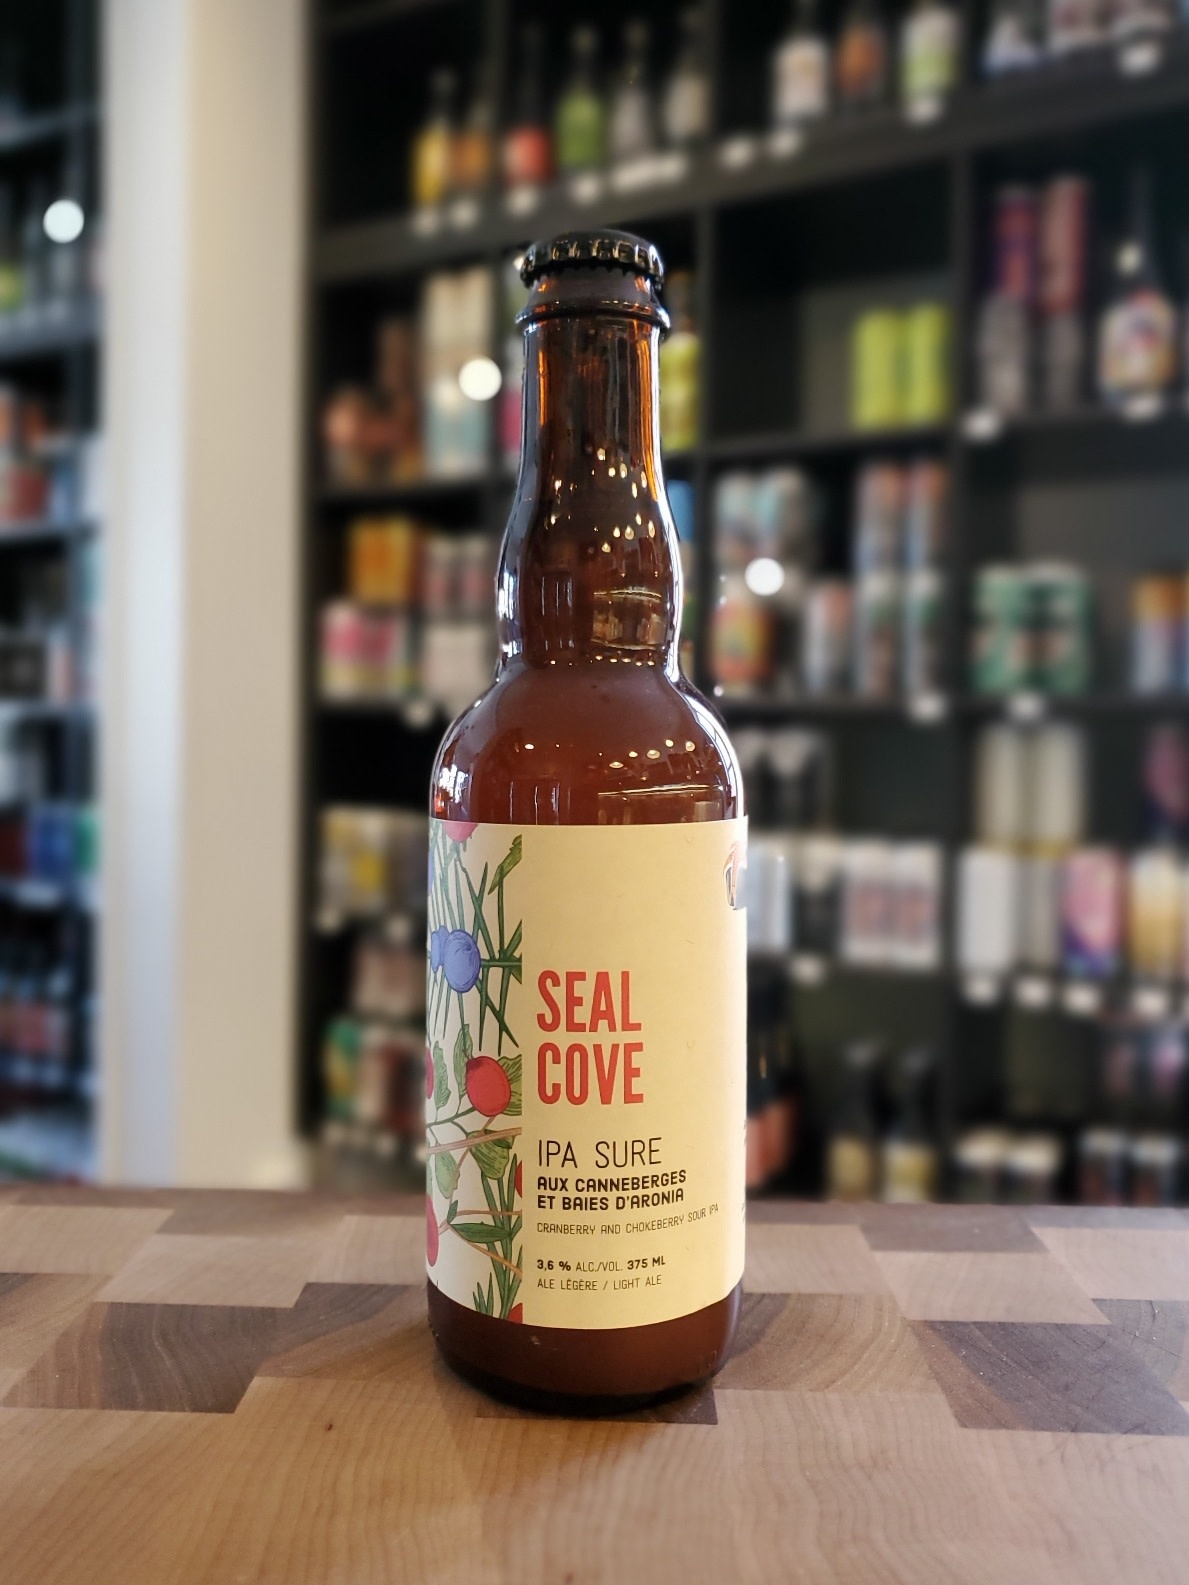 SEAL
COVE
IPA SURE
AUX CANNEBERGES
ET BAIES D'ARONIA
CRANBERRY AND CHOKEBERRY SOUR IPA
3,6 % ALC./VOL. 375 ML
ALE LÉGÈRE / LIGHT ALE